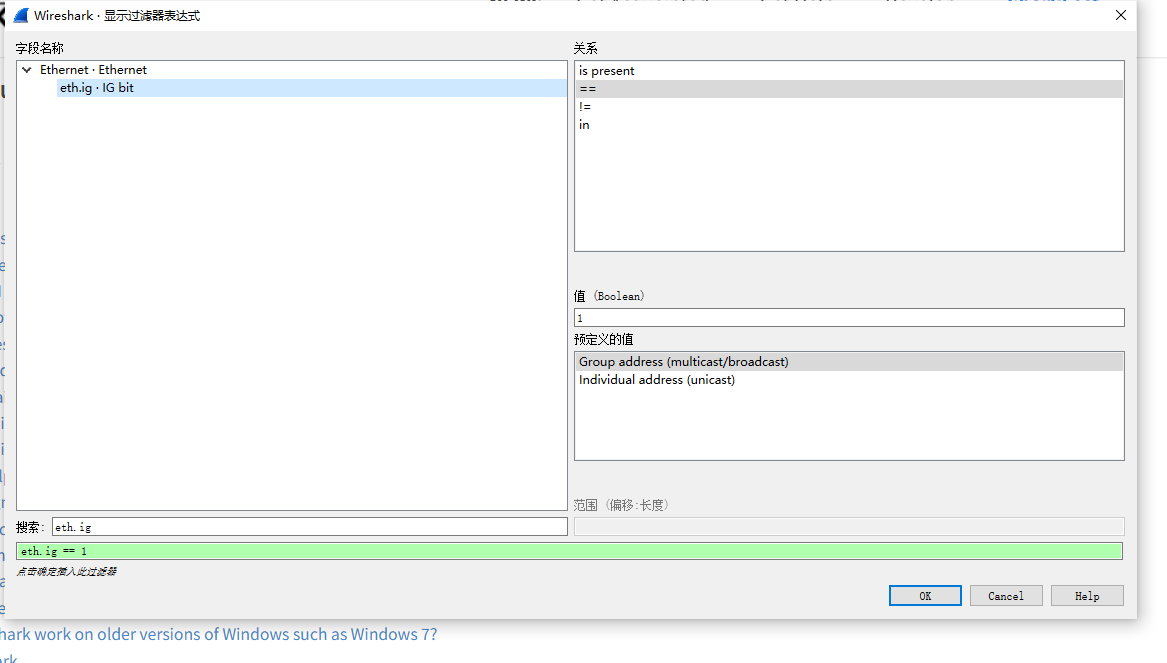 Wireshark · 显示过滤器表达式
字段名称
Ethernet · Ethernet
eth.ig · IG bit
搜索:
eth.ig
关系
is present
==
!=
in
值 (Boolean)
1
预定义的值
Group address (multicast/broadcast)
Individual address (unicast)
范围 (偏移:长度)
eth.ig == 1
点击确定插入此过滤器
OK
Cancel
Help
hark work on older versions of Windows such as Windows 7?